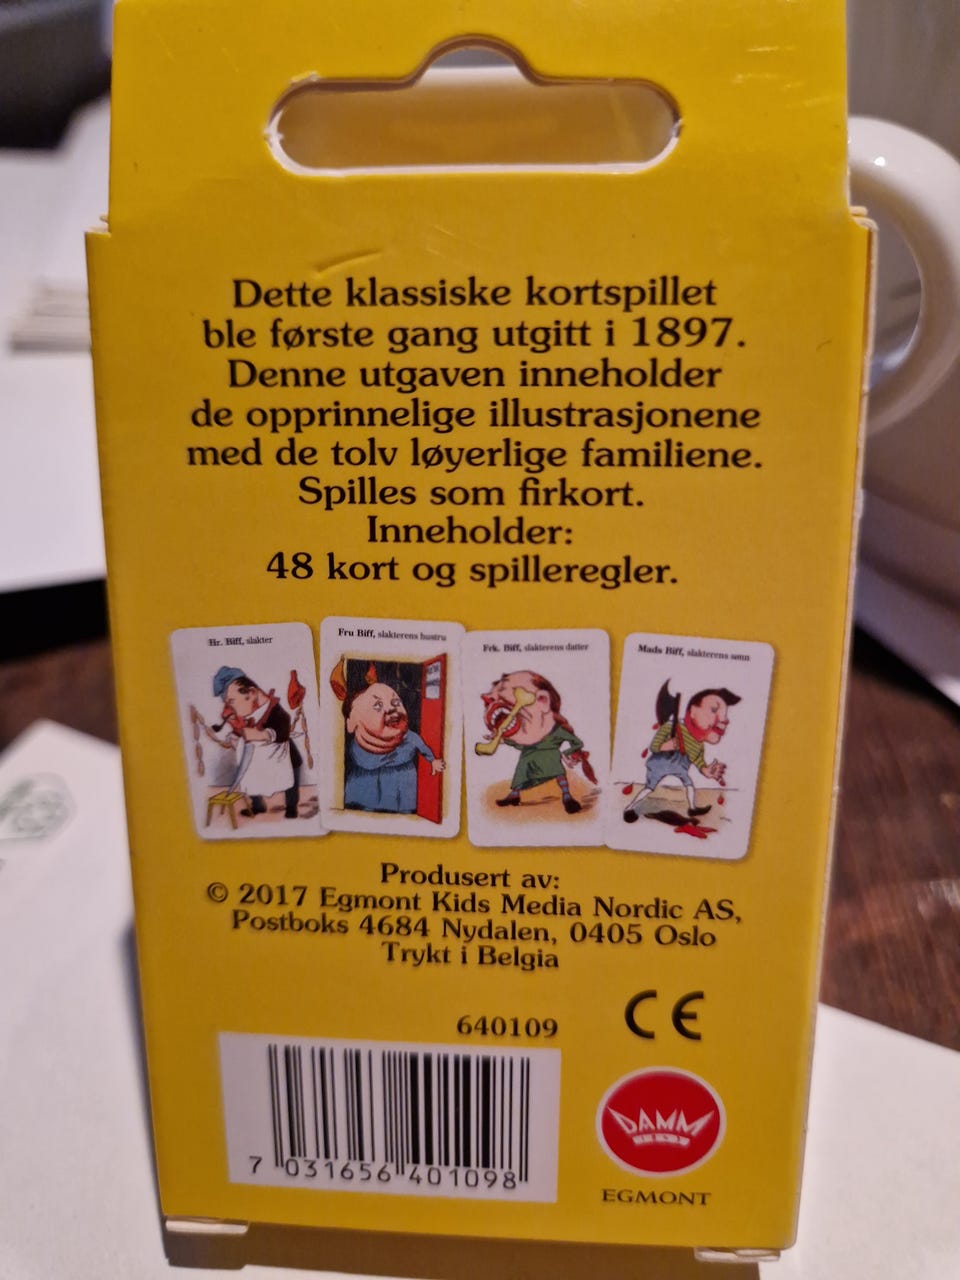 Dette klassiske kortspillet
ble første gang utgitt i 1897.
Denne utgaven inneholder
de opprinnelige illustrasjonene
med de tolv løyerlige familiene.
Spilles som firkort.
Inneholder:
48 kort og spilleregler.
Hr. Biff, slakter
Fru Biff, slakterens hustru
Frk. Biff, slakterens datter
Mads Biff, slakterens sønn
Produsert av:
© 2017 Egmont Kids Media Nordic AS,
Postboks 4684 Nydalen, 0405 Oslo
Trykt i Belgia
640109
CE
7 031656 401098
DAMM
EGMONT